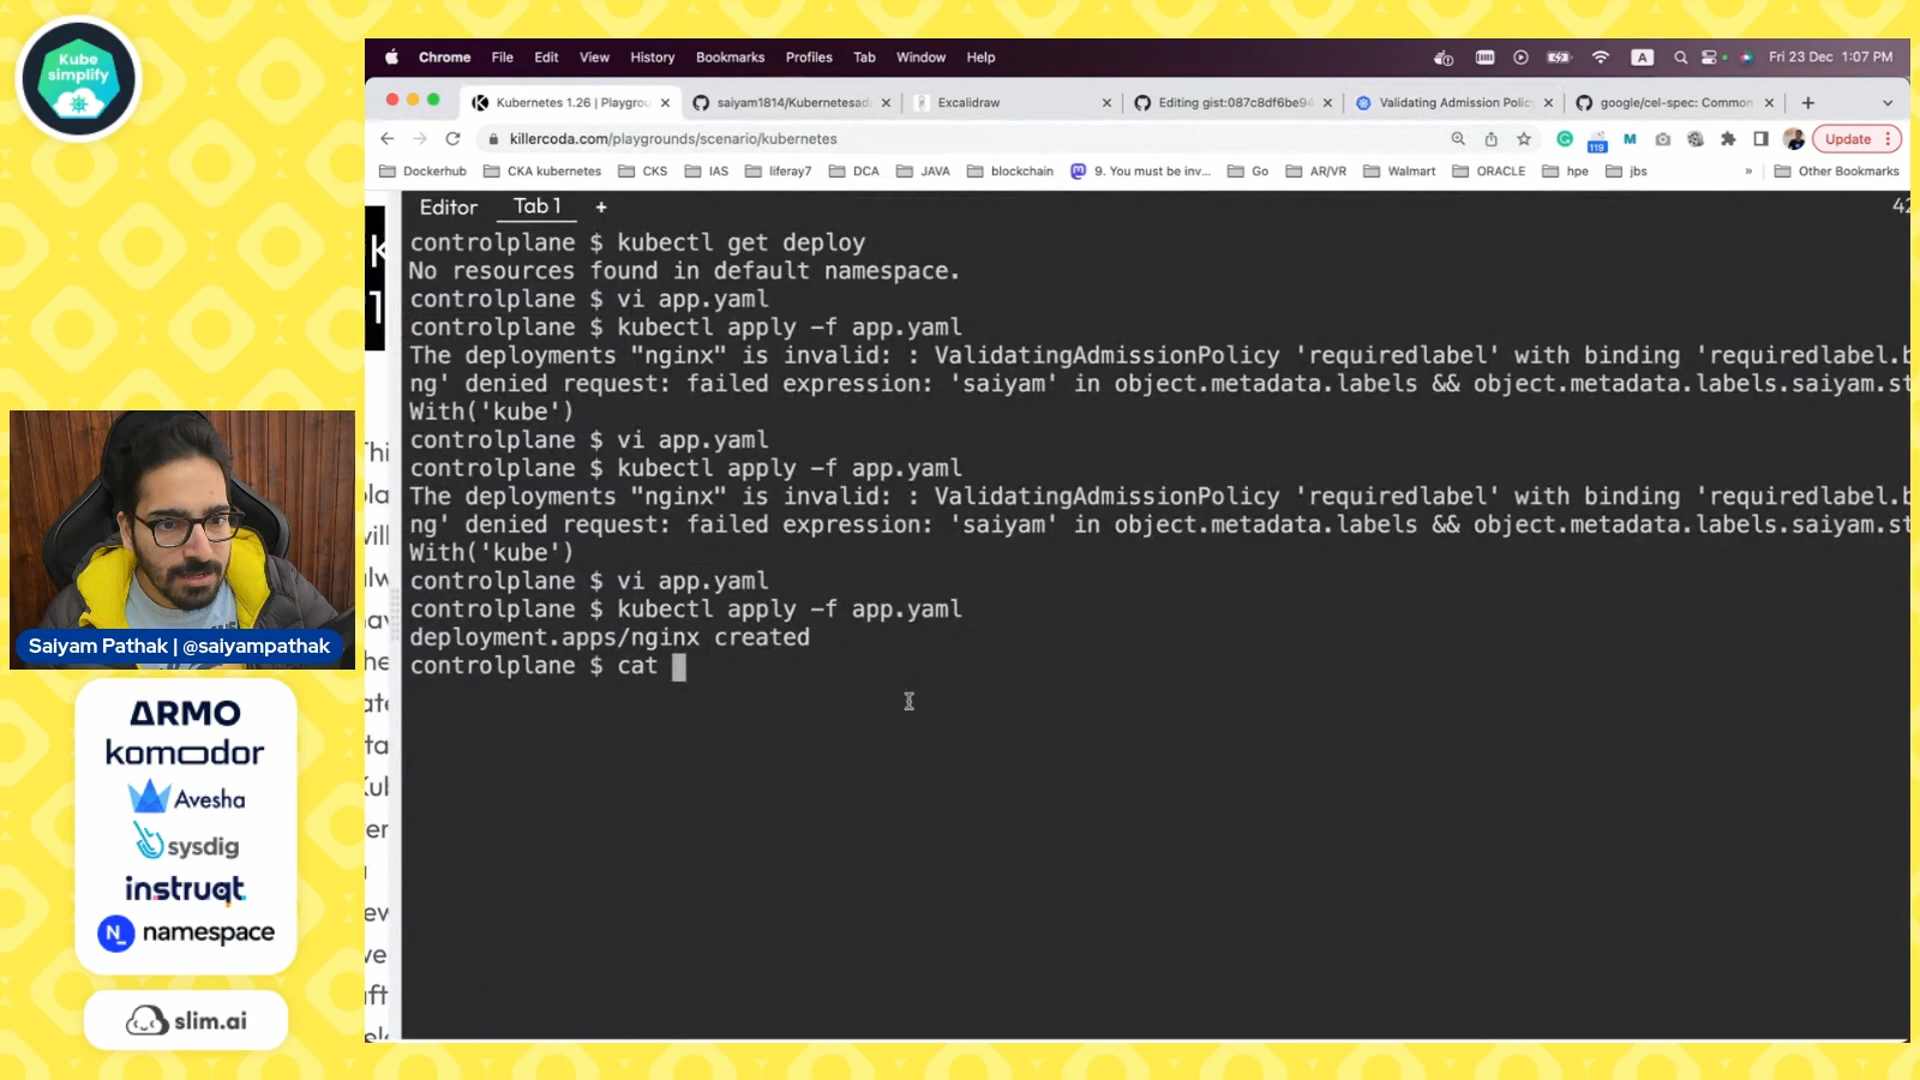 Kube
simplify
Chrome File Edit View History Bookmarks Profiles Tab Window Help
A
Fri 23 Dec 1:07 PM
Kubernetes 1.26 | Playgrou
saiyam1814/Kubernetesad
Excalidraw
Editing gist:087c8df6be94
Validating Admission Polic
google/cel-spec: Common
killercoda.com/playgrounds/scenario/kubernetes
119
M
Update
Dockerhub
CKA kubernetes
CKS
IAS
liferay7
DCA
JAVA
blockchain
9. You must be inv...
Go
AR/VR
Walmart
ORACLE
hpe
jbs
»
Other Bookmarks
Editor Tab 1 +
42
controlplane $ kubectl get deploy
No resources found in default namespace.
controlplane $ vi app.yaml
controlplane $ kubectl apply -f app.yaml
The deployments "nginx" is invalid: : ValidatingAdmissionPolicy 'requiredlabel' with binding 'requiredlabel.b
ng' denied request: failed expression: 'saiyam' in object.metadata.labels && object.metadata.labels.saiyam.st
With('kube')
controlplane $ vi app.yaml
controlplane $ kubectl apply -f app.yaml
The deployments "nginx" is invalid: : ValidatingAdmissionPolicy 'requiredlabel' with binding 'requiredlabel.b
ng' denied request: failed expression: 'saiyam' in object.metadata.labels && object.metadata.labels.saiyam.st
With('kube')
controlplane $ vi app.yaml
controlplane $ kubectl apply -f app.yaml
deployment.apps/nginx created
controlplane $ cat
Saiyam Pathak | @saiyampathak
ARMO
komodor
Avesha
sysdig
instruqt
N_ namespace
slim.ai